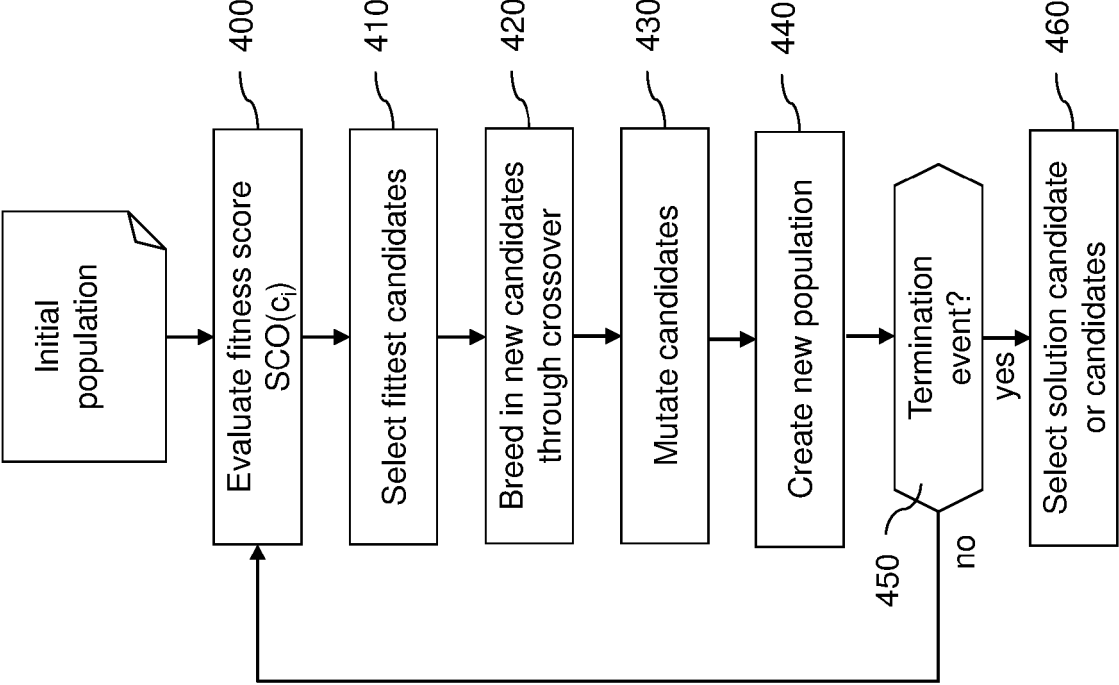 Initial
population
400
Evaluate fitness score
SCO(ci)
410
Select fittest candidates
420
Breed in new candidates
through crossover
430
Mutate candidates
440
Create new population
450
Termination
event?
no
yes
460
Select solution candidate
or candidates